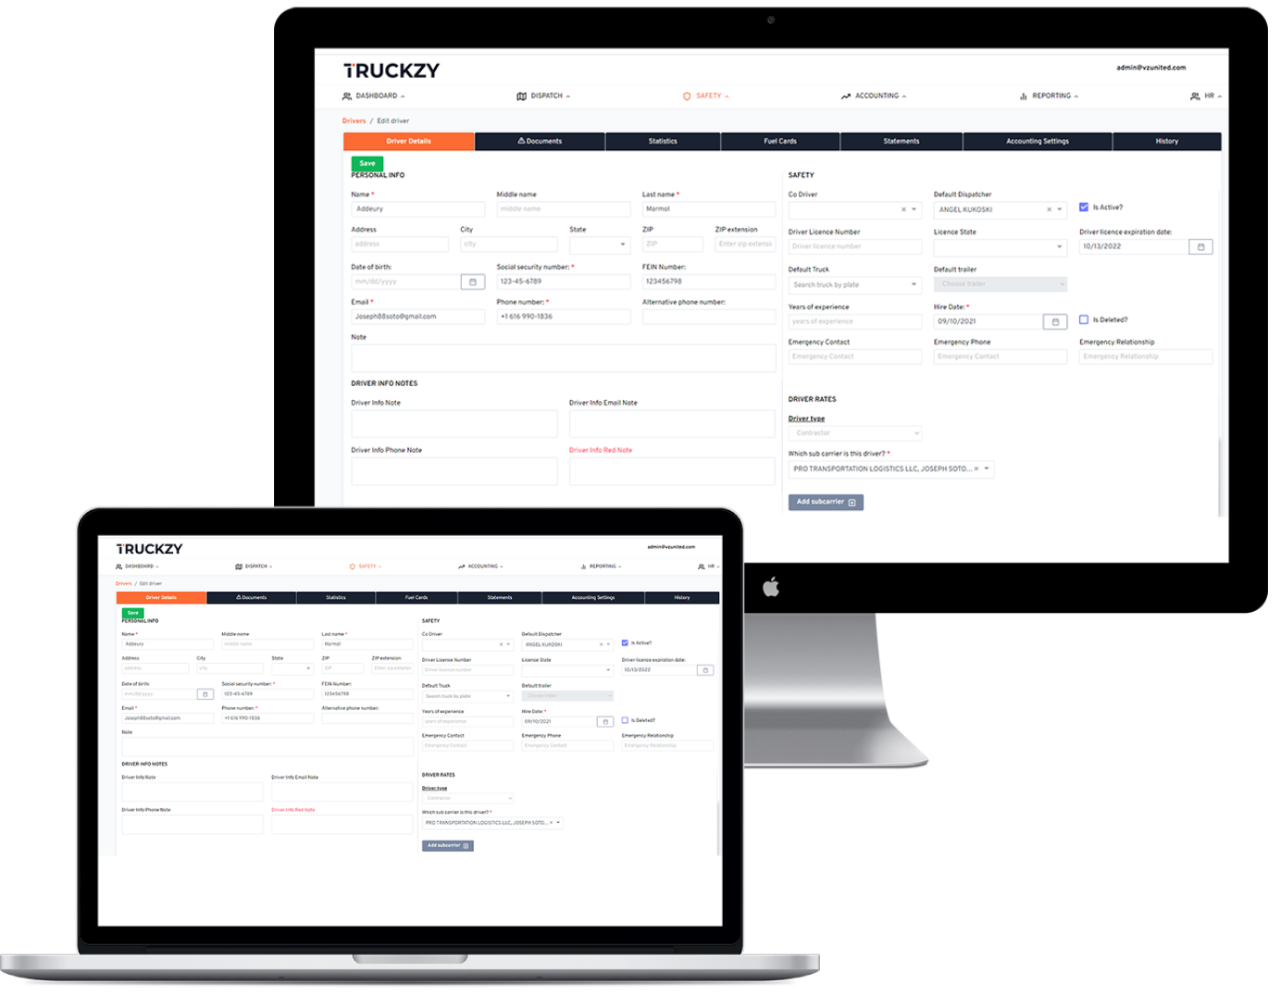 TRUCKZY
admin@vzunited.com
DASHBOARD DISPATCH SAFETY ACCOUNTING REPORTING HR
Drivers / Edit driver
Driver Details Documents Statistics Fuel Cards Statements Accounting Settings History
Save
PERSONAL INFO SAFETY
Name * Middle name Last name * Co Driver Default Dispatcher
Addeury middle name Marmol ANGEL KUKOSKI Is Active?
Address City State ZIP ZIP extension Driver Licence Number Licence State Driver licence expiration date:
address city ZIP Enter zip extensi Driver licence number 10/13/2022
Date of birth: Social security number: * FEIN Number: Default Truck Default trailer
mm/dd/yyyy 123-45-6789 123456798 Search truck by plate Choose trailer
Email * Phone number: * Alternative phone number: Years of experience Hire Date: *
Joseph88soto@gmail.com +1 616 990-1836 years of experience 09/10/2021 Is Deleted?
Note Emergency Contact Emergency Phone Emergency Relationship
Emergency Contact Emergency Contact Emergency Relationship
DRIVER INFO NOTES DRIVER RATES
Driver Info Note Driver Info Email Note Driver type
Contractor
Driver Info Phone Note Driver Info Red Note Which sub carrier is this driver? *
PRO TRANSPORTATION LOGISTICS LLC, JOSEPH SOTO...
Add subcarrier
TRUCKZY
admin@vzunited.com
DASHBOARD DISPATCH SAFETY ACCOUNTING REPORTING HR
Drivers / Edit driver
Driver Details Documents Statistics Fuel Cards Statements Accounting Settings History
Save
PERSONAL INFO SAFETY
Name * Middle name Last name * Co Driver Default Dispatcher
Addeury middle name Marmol ANGEL KUKOSKI Is Active?
Address City State ZIP ZIP extension Driver Licence Number Licence State Driver licence expiration date:
address city ZIP Driver licence number 10/13/2022
Date of birth: Social security number: * FEIN Number: Default Truck Default trailer
mm/dd/yyyy 123-45-6789 123456798 Search truck by plate Choose trailer
Email * Phone number: * Alternative phone number: Years of experience Hire Date: *
Joseph88soto@gmail.com +1 616 990-1836 years of experience 09/10/2021 Is Deleted?
Note Emergency Contact Emergency Phone Emergency Relationship
Emergency Contact Emergency Contact Emergency Relationship
DRIVER INFO NOTES DRIVER RATES
Driver Info Note Driver Info Email Note Driver type
Contractor
Driver Info Phone Note Driver Info Red Note Which sub carrier is this driver? *
PRO TRANSPORTATION LOGISTICS LLC, JOSEPH SOTO...
Add subcarrier